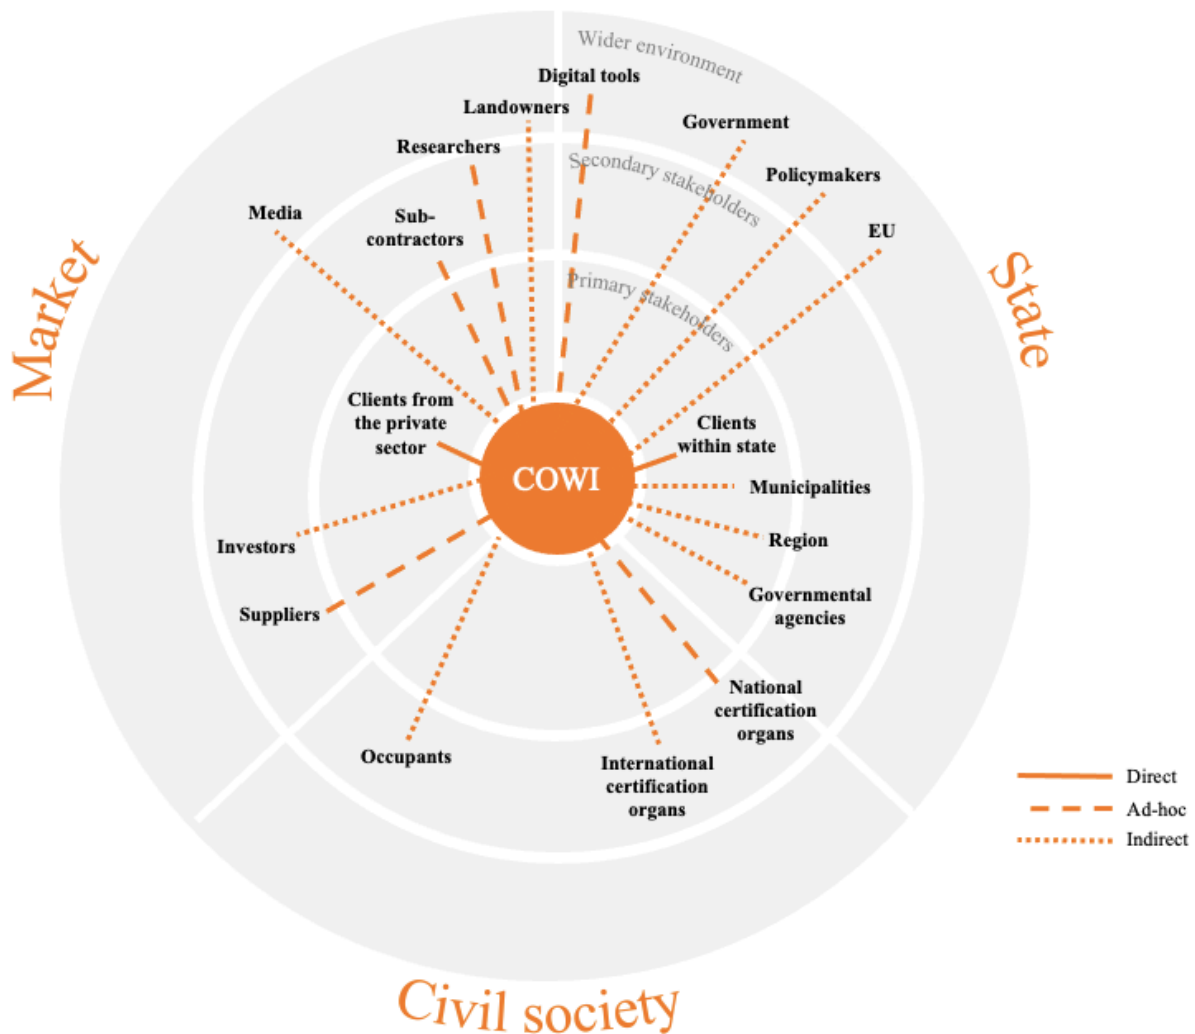 Wider environment
Digital tools
Landowners
Government
Researchers
Secondary stakeholders
Policymakers
Media
Sub-
contractors
EU
Market
State
Primary stakeholders
Clients from
the private
sector
Clients
within state
COWI
Municipalities
Investors
Region
Suppliers
Governmental
agencies
National
certification
organs
Occupants
International
certification
organs
Direct
Ad-hoc
Indirect
Civil society